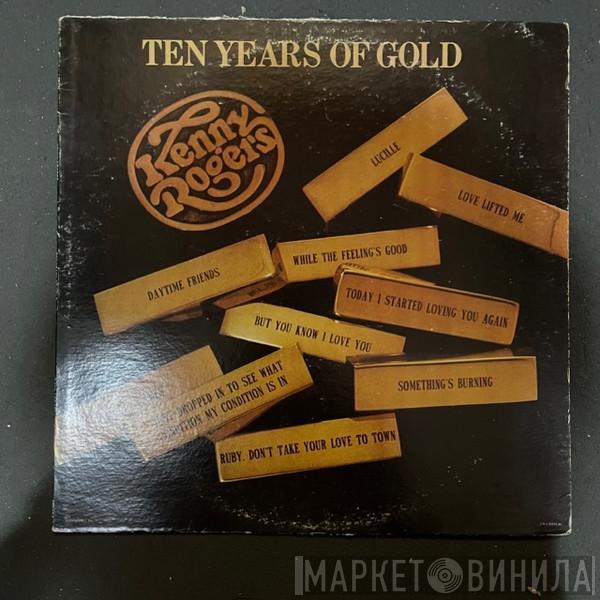 TEN YEARS OF GOLD
Kenny
Rogers
LUCILLE
LOVE LIFTED ME
WHILE THE FEELING'S GOOD
DAYTIME FRIENDS
TODAY I STARTED LOVING YOU AGAIN
BUT YOU KNOW I LOVE YOU
SOMETHING'S BURNING
DROPPED IN TO SEE WHAT
MY CONDITION IS IN
RUBY, DON'T TAKE YOUR LOVE TO TOWN
МАРКЕТ ВИНИЛА